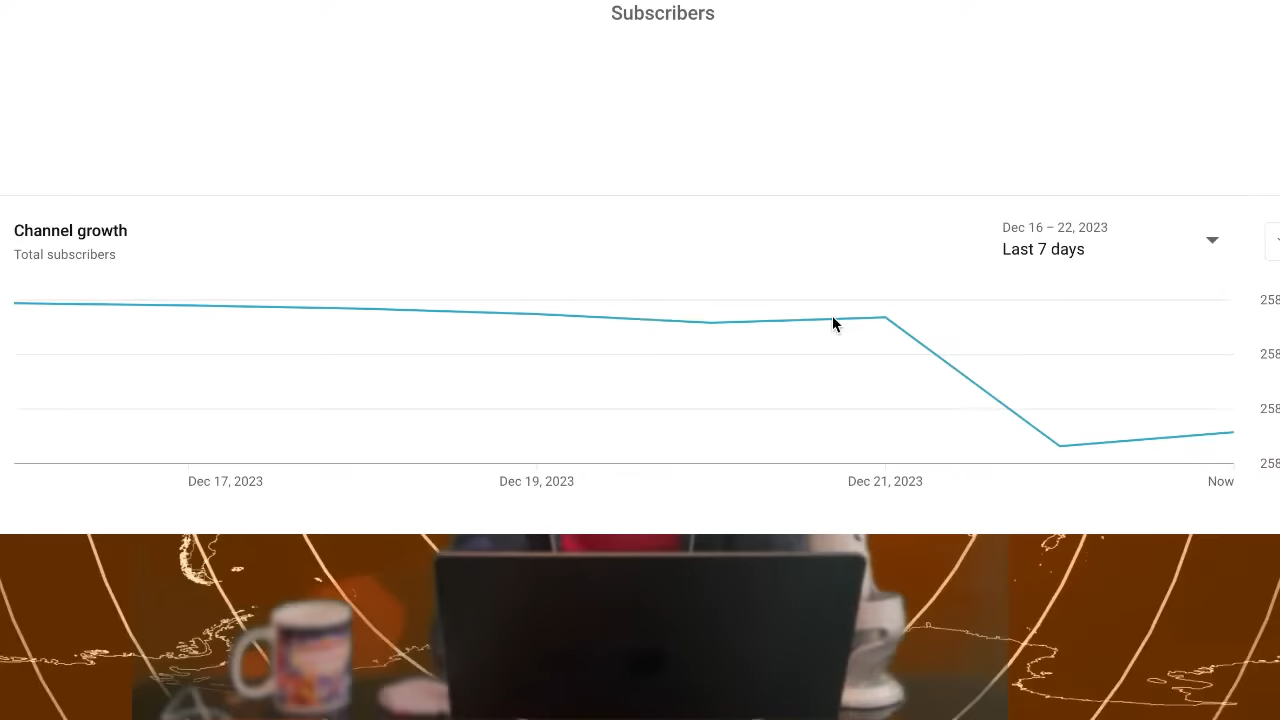 Subscribers
Channel growth
Total subscribers
Dec 16 – 22, 2023
Last 7 days
258
258
258
258
Dec 17, 2023
Dec 19, 2023
Dec 21, 2023
Now